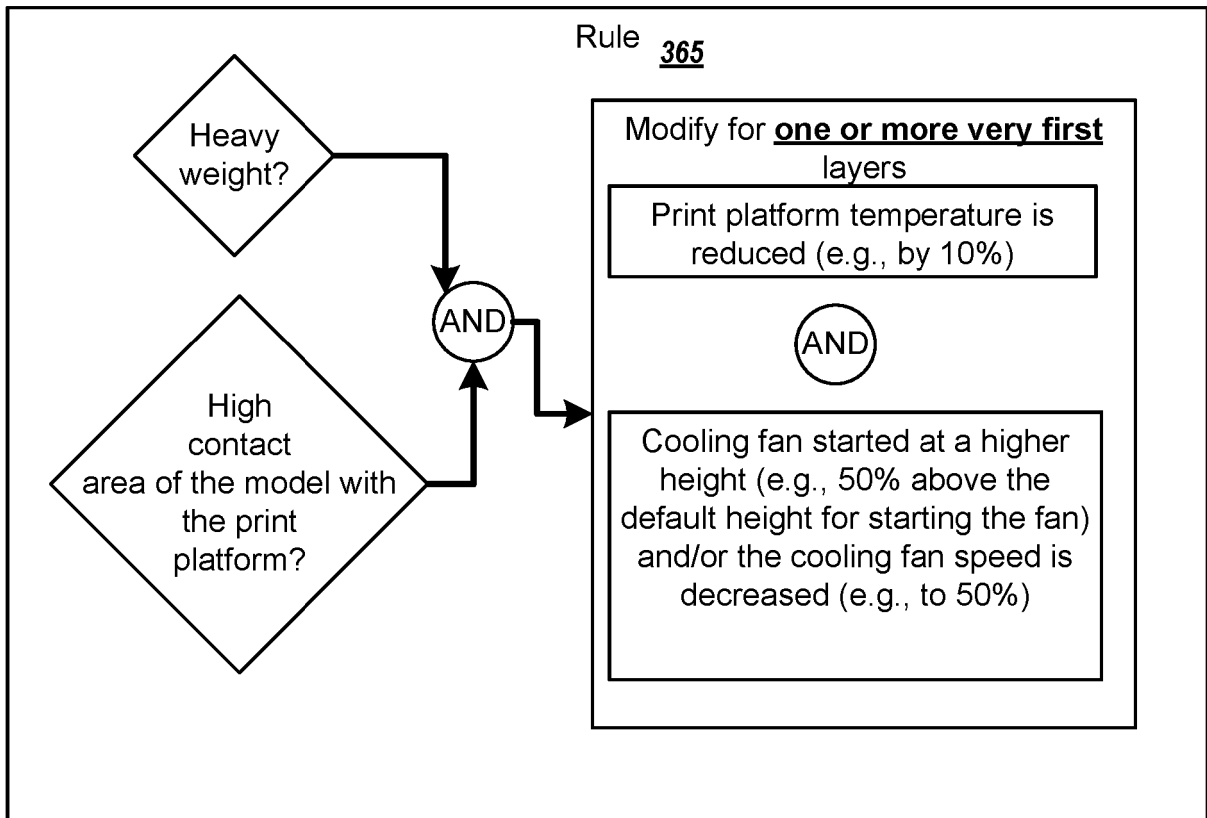 Rule 365
Heavy
weight?
AND
High
contact
area of the model with
the print
platform?
Modify for one or more very first
layers
Print platform temperature is
reduced (e.g., by 10%)
AND
Cooling fan started at a higher
height (e.g., 50% above the
default height for starting the fan)
and/or the cooling fan speed is
decreased (e.g., to 50%)